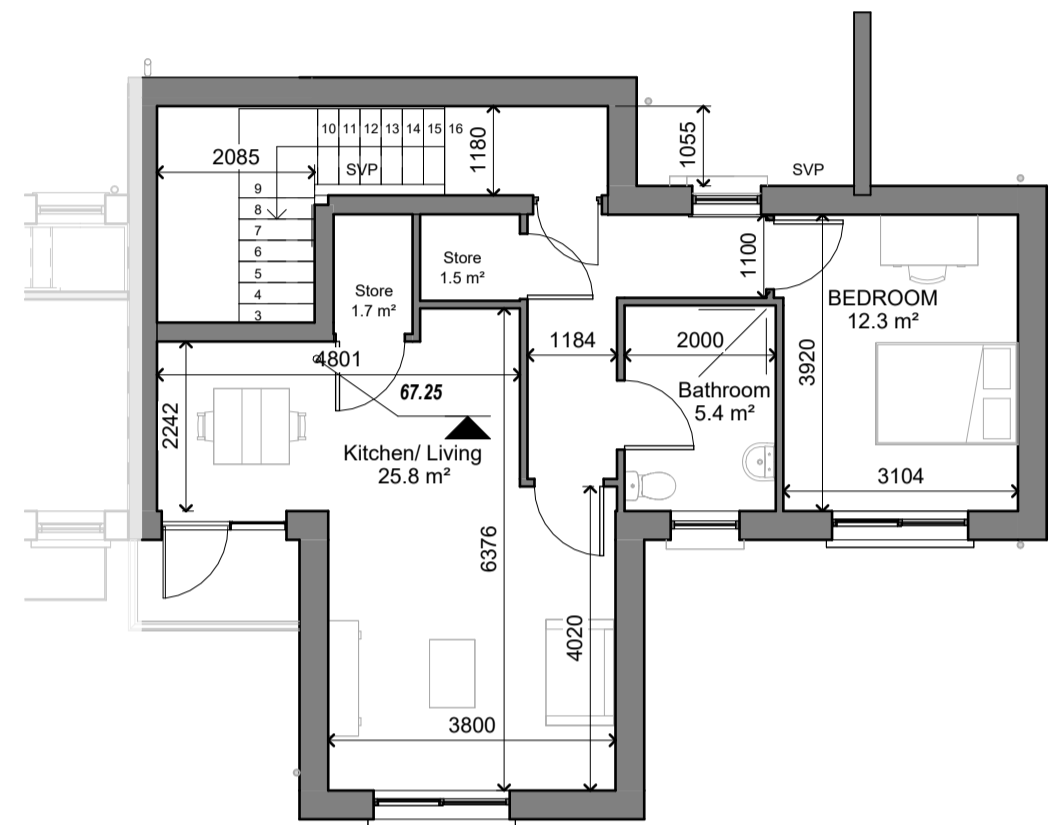 10 11 12 13 14 15 16
SVP
1180
1055
SVP
2085
9
8
7
6
5
4
3
Store
1.5 m²
Store
1.7 m²
1100
BEDROOM
12.3 m²
4801
1184
2000
3920
67.25
Bathroom
5.4 m²
2242
Kitchen/ Living
25.8 m²
3104
6376
4020
3800